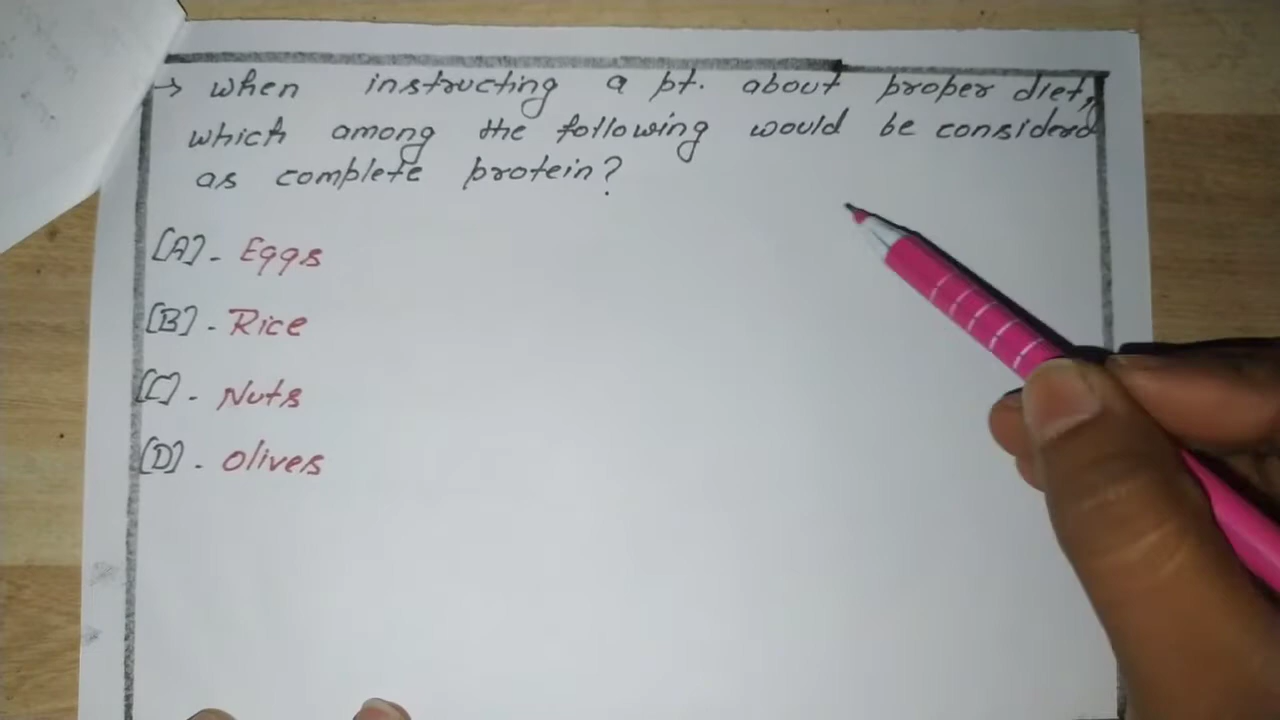 → when instructing a pt. about proper diet,
which among the following would be considered
as complete protein?
[A]. Eggs
[B]. Rice
[C]. Nuts
[D]. Olives